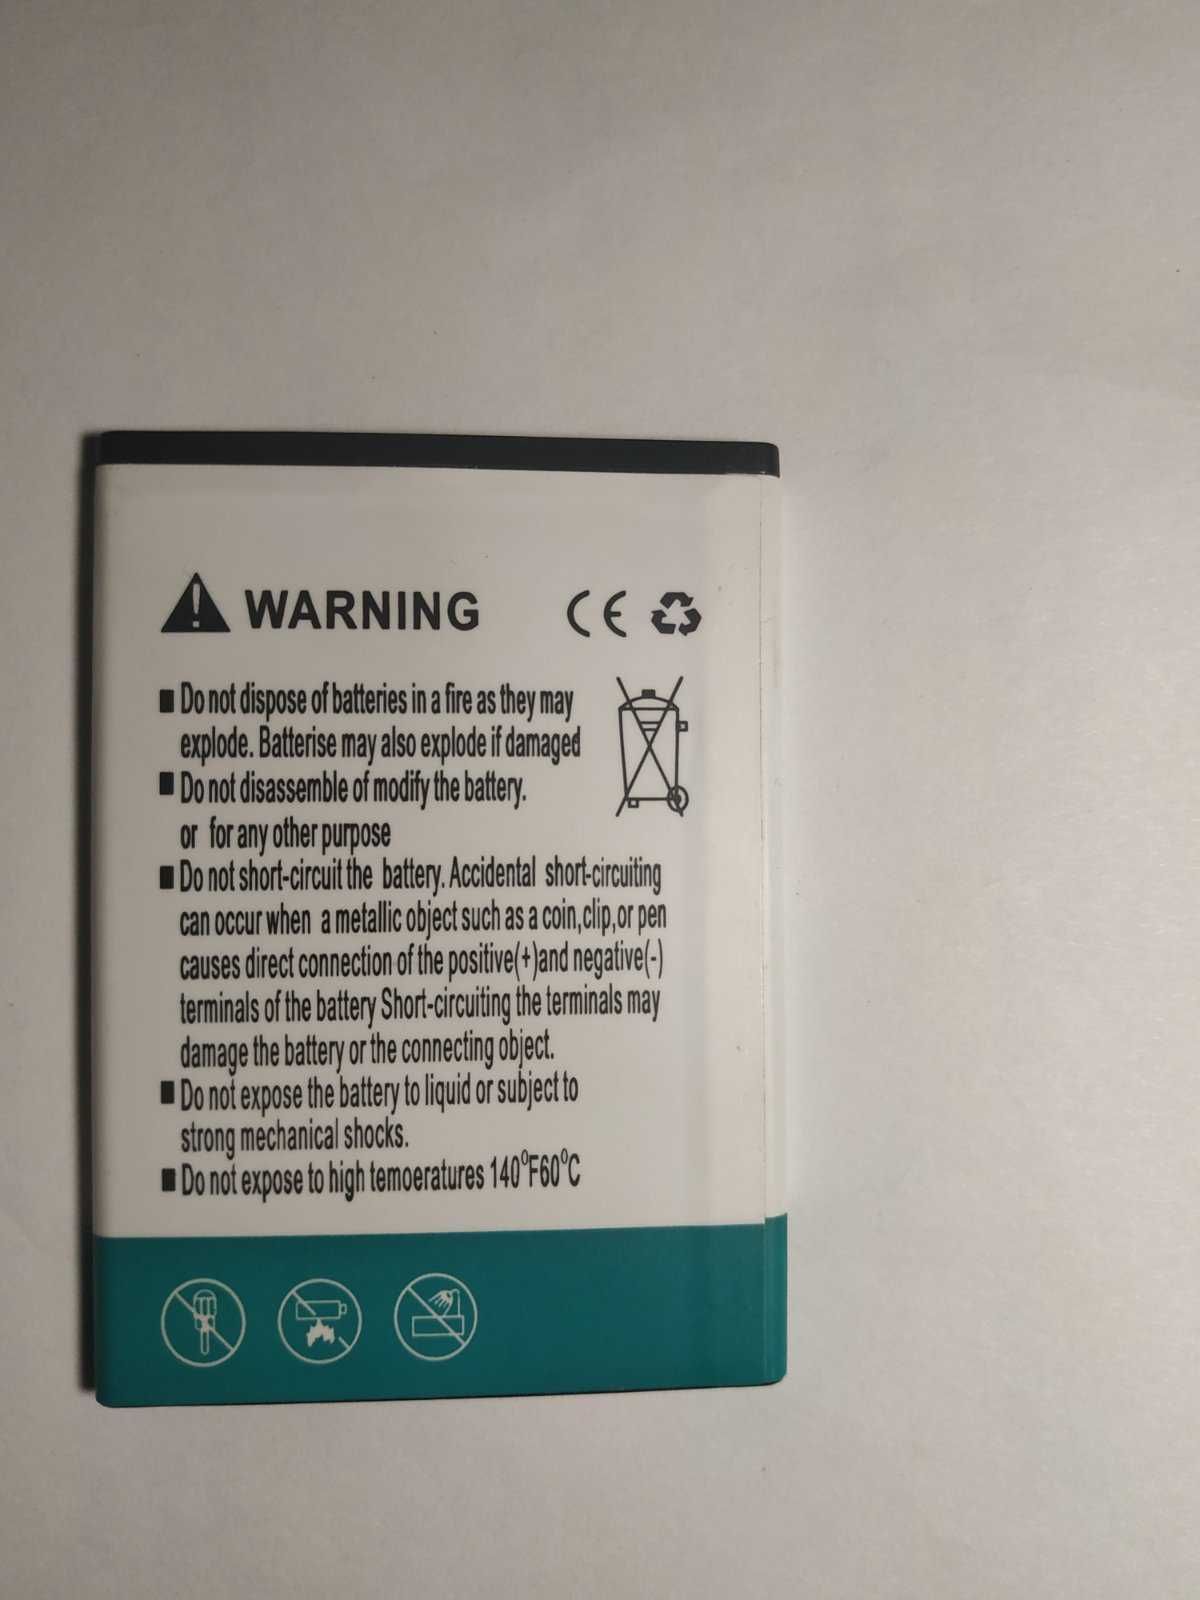 WARNING CE
■ Do not dispose of batteries in a fire as they may
explode. Batterise may also explode if damaged
■ Do not disassemble of modify the battery.
or for any other purpose
■ Do not short-circuit the battery. Accidental short-circuiting
can occur when a metallic object such as a coin,clip,or pen
causes direct connection of the positive(+)and negative(-)
terminals of the battery Short-circuiting the terminals may
damage the battery or the connecting object.
■ Do not expose the battery to liquid or subject to
strong mechanical shocks.
■ Do not expose to high temoeratures 140°F60°C